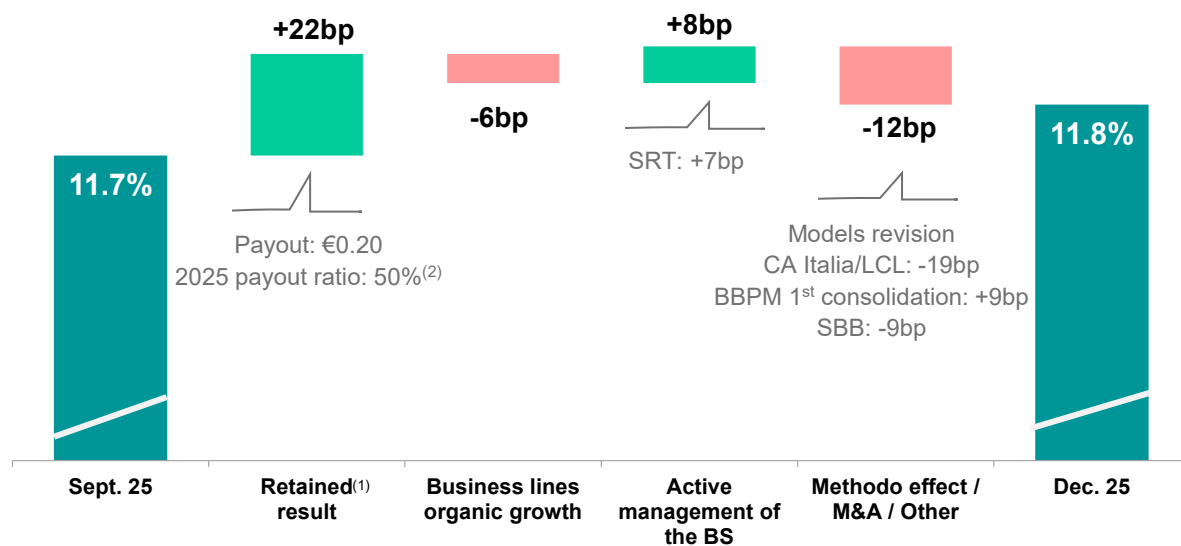 +22bp
-6bp
+8bp
-12bp
11.7%
11.8%
Payout: €0.20
2025 payout ratio: 50%(2)
SRT: +7bp
Models revision
CA Italia/LCL: -19bp
BBPM 1st consolidation: +9bp
SBB: -9bp
Sept. 25
Retained(1)
result
Business lines
organic growth
Active
management of
the BS
Methodo effect /
M&A / Other
Dec. 25